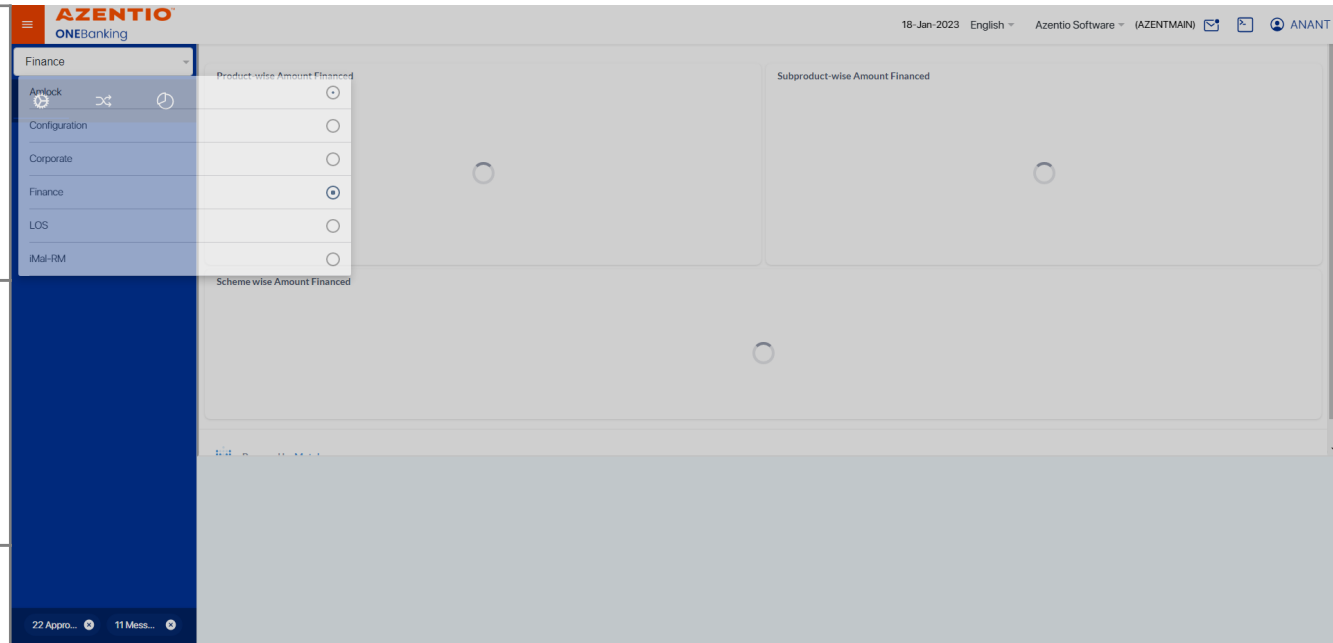 AZENTIO
ONEBanking
18-Jan-2023 English Azentio Software (AZENTMAIN) ANANT
Finance
Product-wise Amount Financed
Subproduct-wise Amount Financed
Amlock
Configuration
Corporate
Finance
LOS
iMal-RM
Scheme wise Amount Financed
22 Appro... 11 Mess...